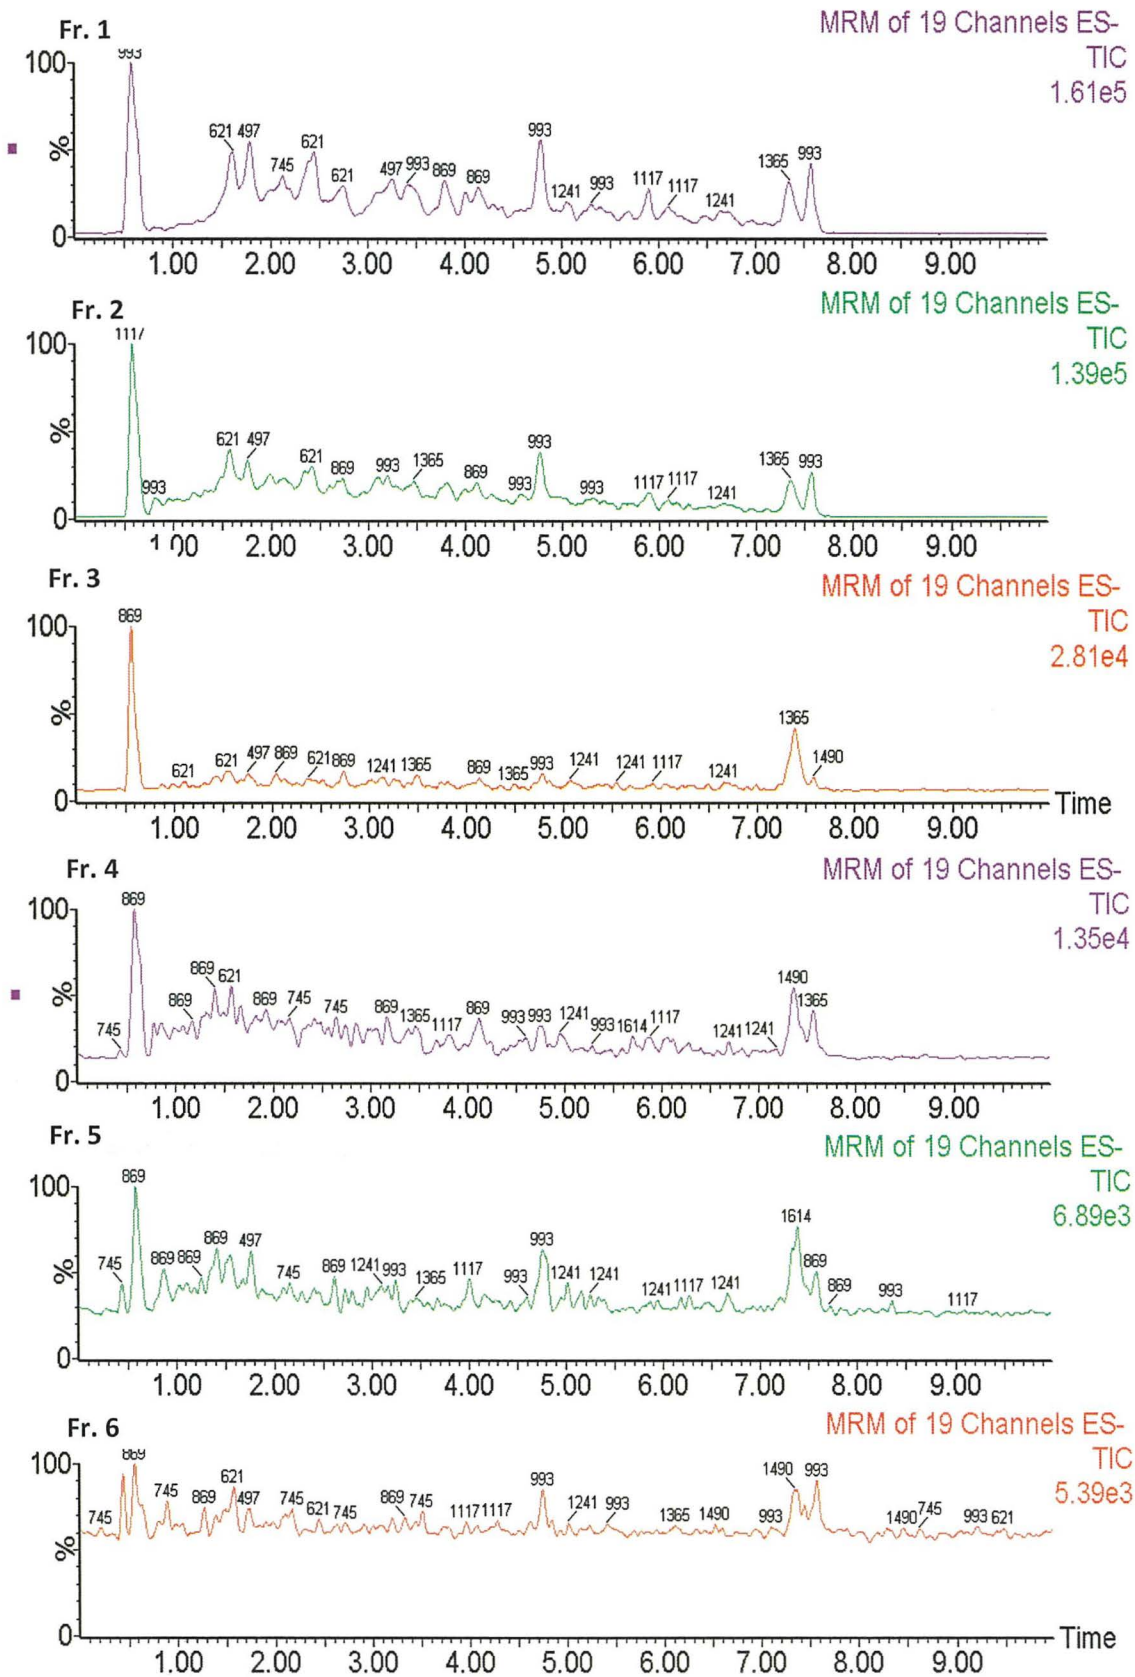 Fr. 1
MRM of 19 Channels ES-
TIC
1.61e5
993
100
%
0
621 497 745 621 621 497 993 869 869 993 1241 993 1117 1117 1241 1365 993
1.00 2.00 3.00 4.00 5.00 6.00 7.00 8.00 9.00
Fr. 2
MRM of 19 Channels ES-
TIC
1.39e5
1117
100
%
0
993 621 497 621 869 993 1365 869 993 993 993 1117 1117 1241 1365 993
1.00 2.00 3.00 4.00 5.00 6.00 7.00 8.00 9.00
Fr. 3
MRM of 19 Channels ES-
TIC
2.81e4
869
100
%
0
621 621 497 869 621 869 1241 1365 869 1365 993 1241 1241 1117 1241 1365 1490
1.00 2.00 3.00 4.00 5.00 6.00 7.00 8.00 9.00
Time
Fr. 4
MRM of 19 Channels ES-
TIC
1.35e4
869
100
%
0
745 869 869 621 869 745 745 869 1365 1117 869 993 993 1241 993 1614 1117 1241 1241 1490 1365
1.00 2.00 3.00 4.00 5.00 6.00 7.00 8.00 9.00
Fr. 5
MRM of 19 Channels ES-
TIC
6.89e3
869
100
%
0
745 869 869 869 497 745 869 1241 993 1365 1117 993 993 1241 1241 1241 1117 1241 1614 869 869 993 1117
1.00 2.00 3.00 4.00 5.00 6.00 7.00 8.00 9.00
Fr. 6
MRM of 19 Channels ES-
TIC
5.39e3
869
100
%
0
745 745 869 621 497 745 621 745 869 745 1117 1117 993 1241 993 1365 1490 993 1490 993 1490 745 993 621
1.00 2.00 3.00 4.00 5.00 6.00 7.00 8.00 9.00
Time